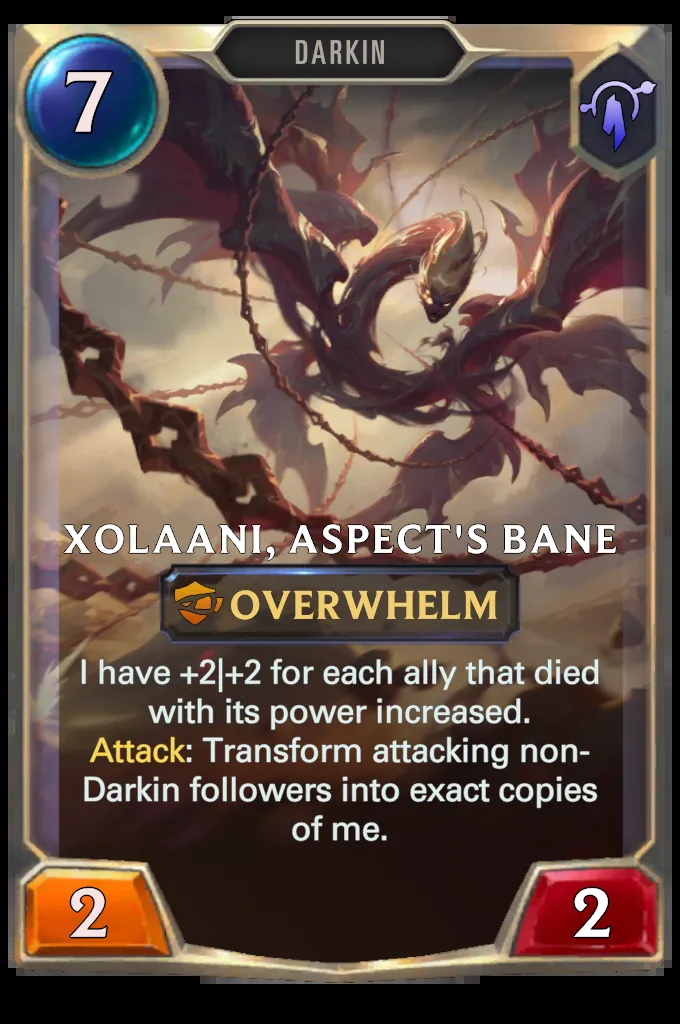 DARKIN
7
XOLAANI, ASPECT'S BANE
OVERWHELM
I have +2|+2 for each ally that died
with its power increased.
Attack: Transform attacking non-
Darkin followers into exact copies
of me.
2
2